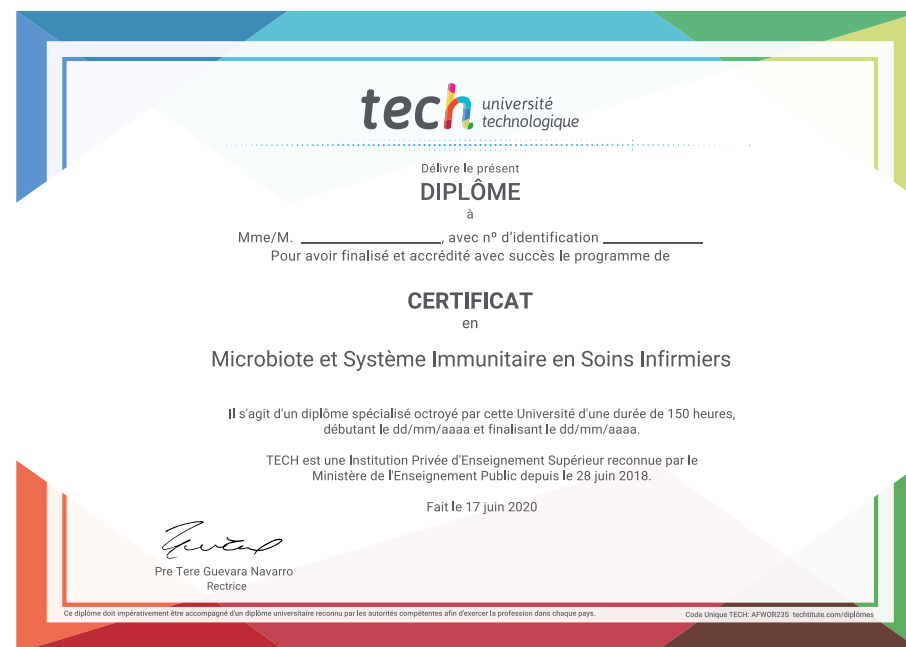 tech université
technologique
Délivre le présent
DIPLÔME
à
Mme/M. ____________________, avec nº d'identification ______________
Pour avoir finalisé et accrédité avec succès le programme de
CERTIFICAT
en
Microbiote et Système Immunitaire en Soins Infirmiers
Il s'agit d'un diplôme spécialisé octroyé par cette Université d'une durée de 150 heures,
débutant le dd/mm/aaaa et finalisant le dd/mm/aaaa.
TECH est une Institution Privée d'Enseignement Supérieur reconnue par le
Ministère de l'Enseignement Public depuis le 28 juin 2018.
Fait le 17 juin 2020
Pre Tere Guevara Navarro
Rectrice
Ce diplôme doit impérativement être accompagné d'un diplôme universitaire reconnu par les autorités compétentes afin d'exercer la profession dans chaque pays.
Code Unique TECH: AFWOR23S techtitute.com/diplômes